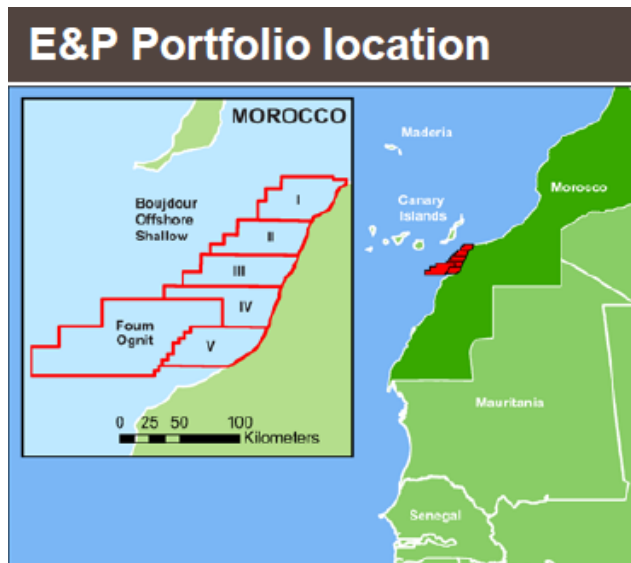 E&P Portfolio location
MOROCCO
Boujdour
Offshore
Shallow
I
II
III
IV
V
Foum
Ognit
0 25 50 100
Kilometers
Maderia
Canary
Islands
Morocco
Mauritania
Senegal